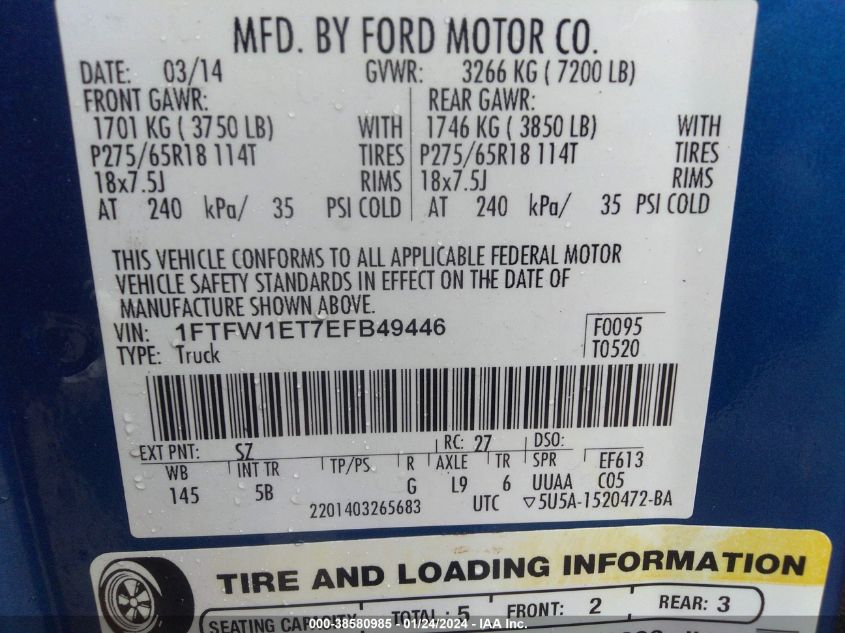 MFD. BY FORD MOTOR CO.
DATE: 03/14 GVWR: 3266 KG ( 7200 LB)
FRONT GAWR: REAR GAWR:
1701 KG ( 3750 LB) WITH 1746 KG ( 3850 LB) WITH
P275/65R18 114T TIRES P275/65R18 114T TIRES
18x7.5J RIMS 18x7.5J RIMS
AT 240 kPa/ 35 PSI COLD AT 240 kPa/ 35 PSI COLD
THIS VEHICLE CONFORMS TO ALL APPLICABLE FEDERAL MOTOR
VEHICLE SAFETY STANDARDS IN EFFECT ON THE DATE OF
MANUFACTURE SHOWN ABOVE.
VIN: 1FTFW1ET7EFB49446 F0095
TYPE: Truck T0520
EXT PNT: SZ RC: 27 DSO:
WB INT TR TP/PS R AXLE TR SPR EF613
145 5B G L9 6 UUAA C05
2201403265683 UTC ▽5U5A-1520472-BA
TIRE AND LOADING INFORMATION
SEATING CAPACITY TOTAL : 5 FRONT: 2 REAR: 3
000-38580985 - 01/24/2024 - IAAI.com